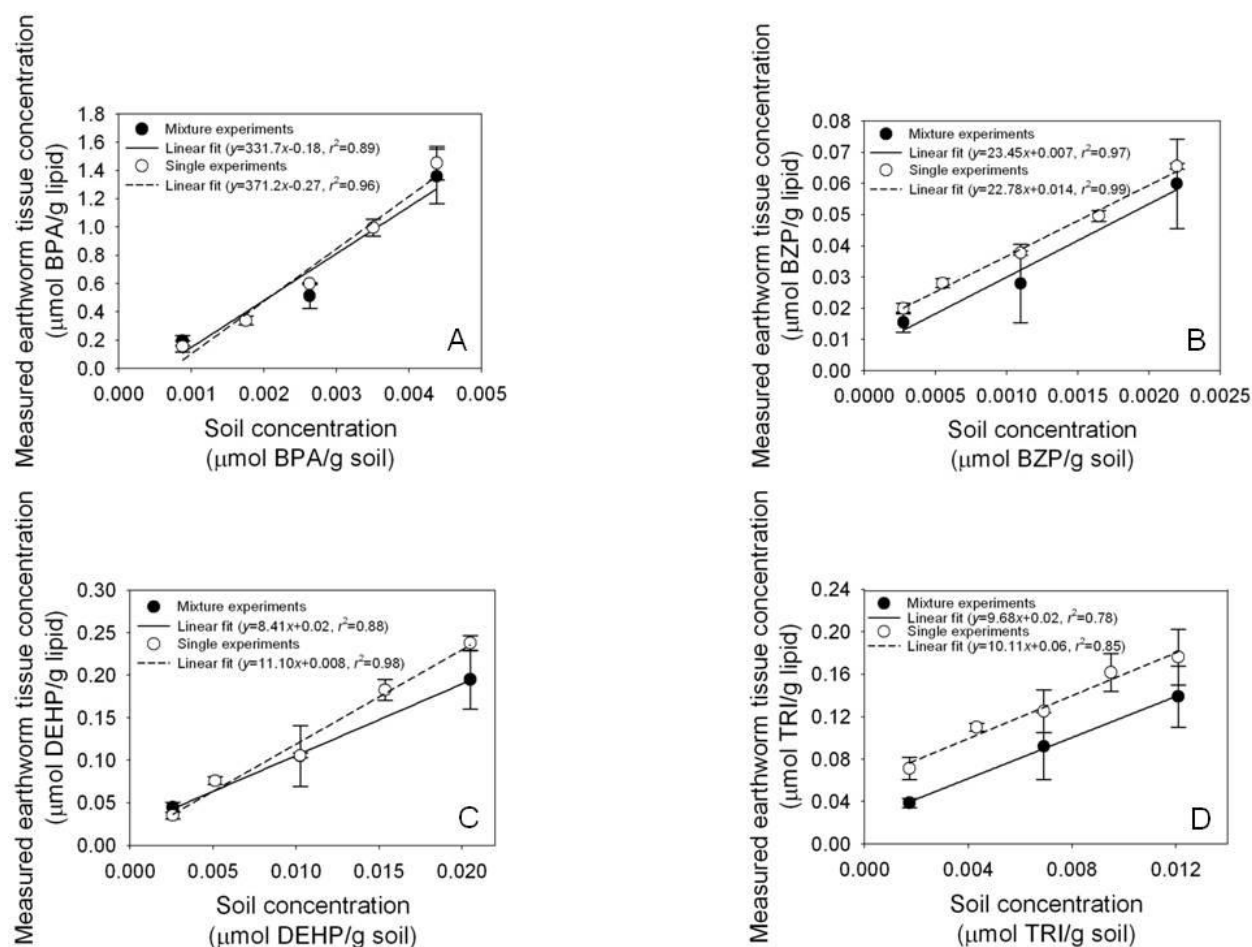 Measured earthworm tissue concentration
(μmol BPA/g lipid)
1.8
1.6
1.4
1.2
1.0
0.8
0.6
0.4
0.2
0.0
Mixture experiments
Linear fit (y=331.7x-0.18, r²=0.89)
Single experiments
Linear fit (y=371.2x-0.27, r²=0.96)
A
0.000 0.001 0.002 0.003 0.004 0.005
Soil concentration
(μmol BPA/g soil)
Measured earthworm tissue concentration
(μmol BZP/g lipid)
0.08
0.07
0.06
0.05
0.04
0.03
0.02
0.01
0.00
Mixture experiments
Linear fit (y=23.45x+0.007, r²=0.97)
Single experiments
Linear fit (y=22.78x+0.014, r²=0.99)
B
0.0000 0.0005 0.0010 0.0015 0.0020 0.0025
Soil concentration
(μmol BZP/g soil)
Measured earthworm tissue concentration
(μmol DEHP/g lipid)
0.30
0.25
0.20
0.15
0.10
0.05
0.00
Mixture experiments
Linear fit (y=8.41x+0.02, r²=0.88)
Single experiments
Linear fit (y=11.10x+0.008, r²=0.98)
C
0.000 0.005 0.010 0.015 0.020
Soil concentration
(μmol DEHP/g soil)
Measured earthworm tissue concentration
(μmol TRI/g lipid)
0.24
0.20
0.16
0.12
0.08
0.04
0.00
Mixture experiments
Linear fit (y=9.68x+0.02, r²=0.78)
Single experiments
Linear fit (y=10.11x+0.06, r²=0.85)
D
0.000 0.004 0.008 0.012
Soil concentration
(μmol TRI/g soil)